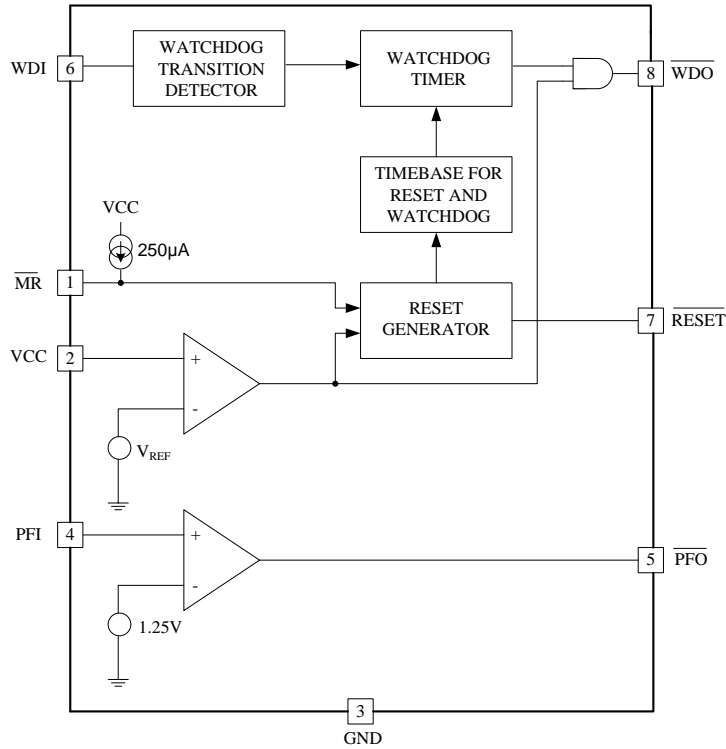 WATCHDOG
TRANSITION
DETECTOR
WATCHDOG
TIMER
WDI
6
8
WDO
TIMEBASE FOR
RESET AND
WATCHDOG
VCC
250µA
MR
1
RESET
GENERATOR
7
RESET
VCC
2
+
-
VREF
PFI
4
+
-
5
PFO
1.25V
3
GND